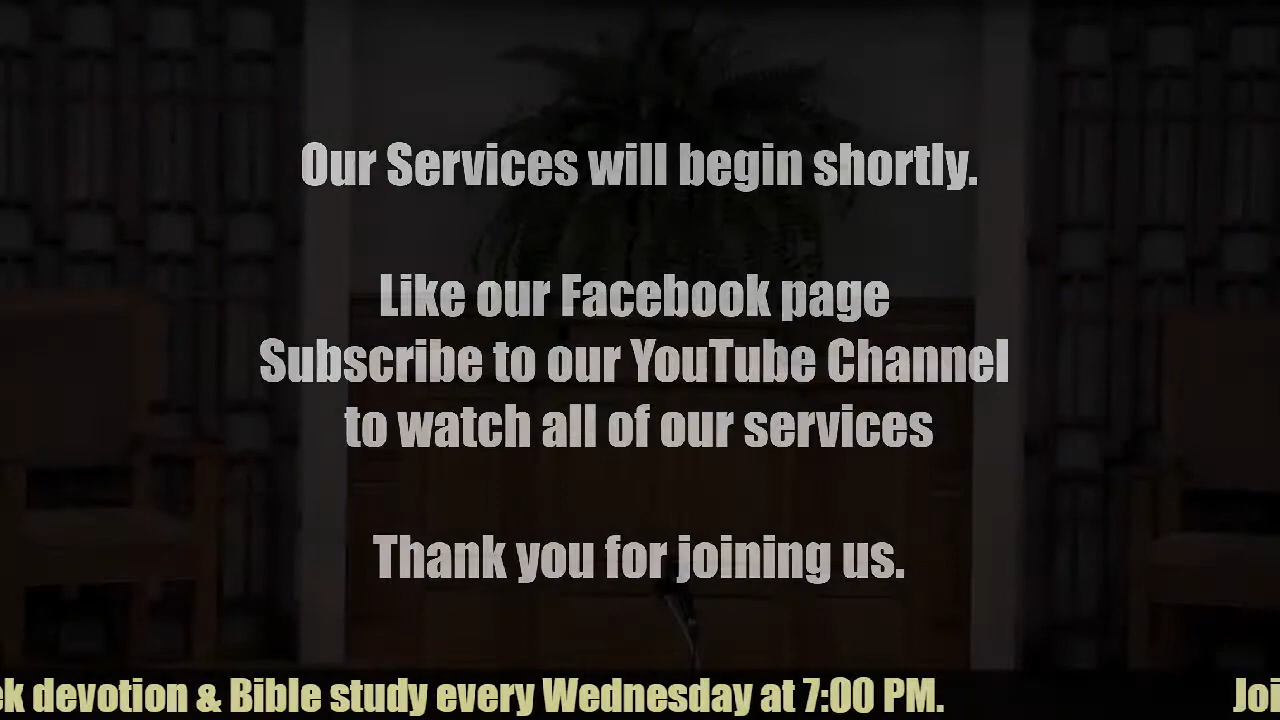 Our Services will begin shortly.
Like our Facebook page
Subscribe to our YouTube Channel
to watch all of our services
Thank you for joining us.
devotion & Bible study every Wednesday at 7:00 PM.